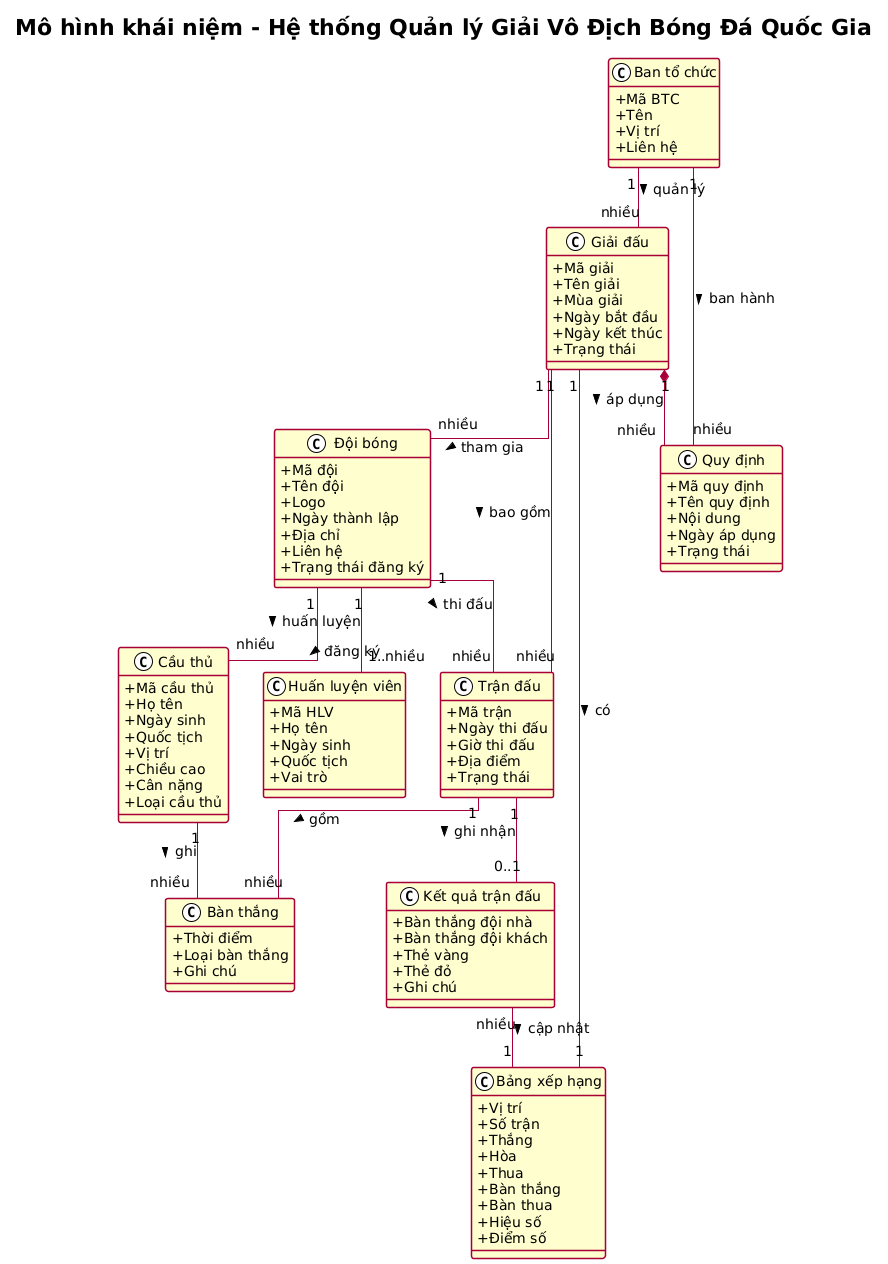 Mô hình khái niệm - Hệ thống Quản lý Giải Vô Địch Bóng Đá Quốc Gia
C Ban tổ chức
+Mã BTC
+Tên
+Vị trí
+Liên hệ
1
quản lý
1
nhiều
C Giải đấu
+Mã giải
+Tên giải
+Mùa giải
+Ngày bắt đầu
+Ngày kết thúc
+Trạng thái
ban hành
1
1
1
1
áp dụng
nhiều
tham gia
nhiều
nhiều
C Đội bóng
+Mã đội
+Tên đội
+Logo
+Ngày thành lập
+Địa chỉ
+Liên hệ
+Trạng thái đăng ký
bao gồm
C Quy định
+Mã quy định
+Tên quy định
+Nội dung
+Ngày áp dụng
+Trạng thái
1
thi đấu
1
1
huấn luyện
nhiều
đăng ký
1..nhiều
nhiều
nhiều
C Cầu thủ
+Mã cầu thủ
+Họ tên
+Ngày sinh
+Quốc tịch
+Vị trí
+Chiều cao
+Cân nặng
+Loại cầu thủ
C Huấn luyện viên
+Mã HLV
+Họ tên
+Ngày sinh
+Quốc tịch
+Vai trò
C Trận đấu
+Mã trận
+Ngày thi đấu
+Giờ thi đấu
+Địa điểm
+Trạng thái
có
1
ghi
nhiều
1
gồm
nhiều
1
ghi nhận
0..1
C Bàn thắng
+Thời điểm
+Loại bàn thắng
+Ghi chú
C Kết quả trận đấu
+Bàn thắng đội nhà
+Bàn thắng đội khách
+Thẻ vàng
+Thẻ đỏ
+Ghi chú
nhiều
cập nhật
1
1
C Bảng xếp hạng
+Vị trí
+Số trận
+Thắng
+Hòa
+Thua
+Bàn thắng
+Bàn thua
+Hiệu số
+Điểm số